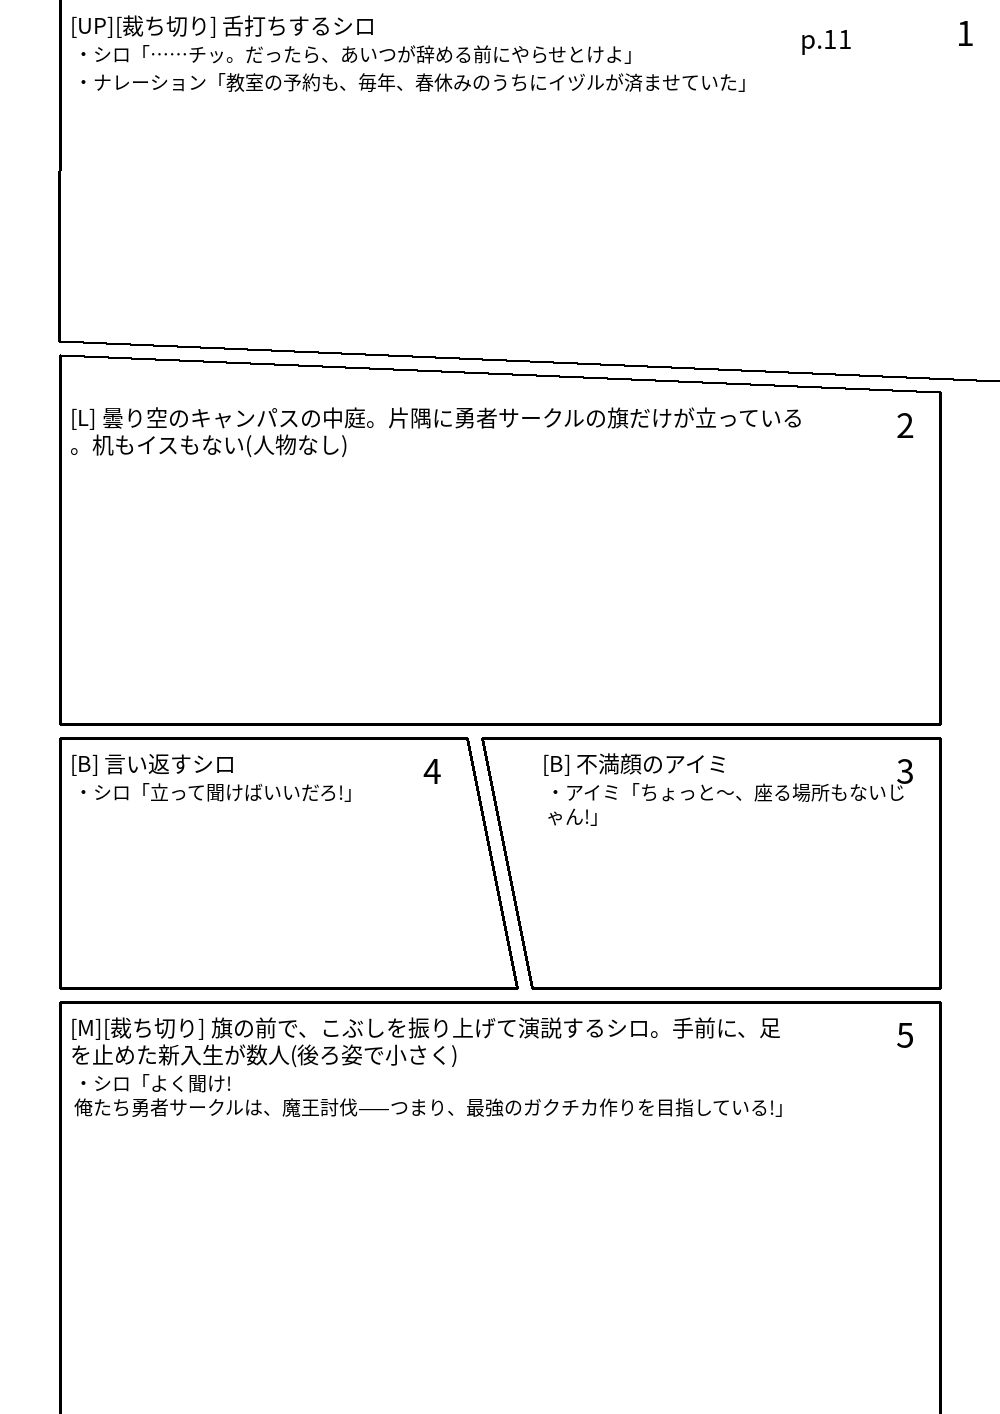 [UP][裁ち切り] 舌打ちするシロ
・シロ「……チッ。だったら、あいつが辞める前にやらせとけよ」
・ナレーション「教室の予約も、毎年、春休みのうちにイヅルが済ませていた」
p.11
1
[L] 曇り空のキャンパスの中庭。片隅に勇者サークルの旗だけが立っている
。机もイスもない(人物なし)
2
[B] 不満顔のアイミ
・アイミ「ちょっと〜、座る場所もないじ
ゃん!」
3
[B] 言い返すシロ
・シロ「立って聞けばいいだろ!」
4
[M][裁ち切り] 旗の前で、こぶしを振り上げて演説するシロ。手前に、足
を止めた新入生が数人(後ろ姿で小さく)
・シロ「よく聞け!
俺たち勇者サークルは、魔王討伐――つまり、最強のガクチカ作りを目指している!」
5